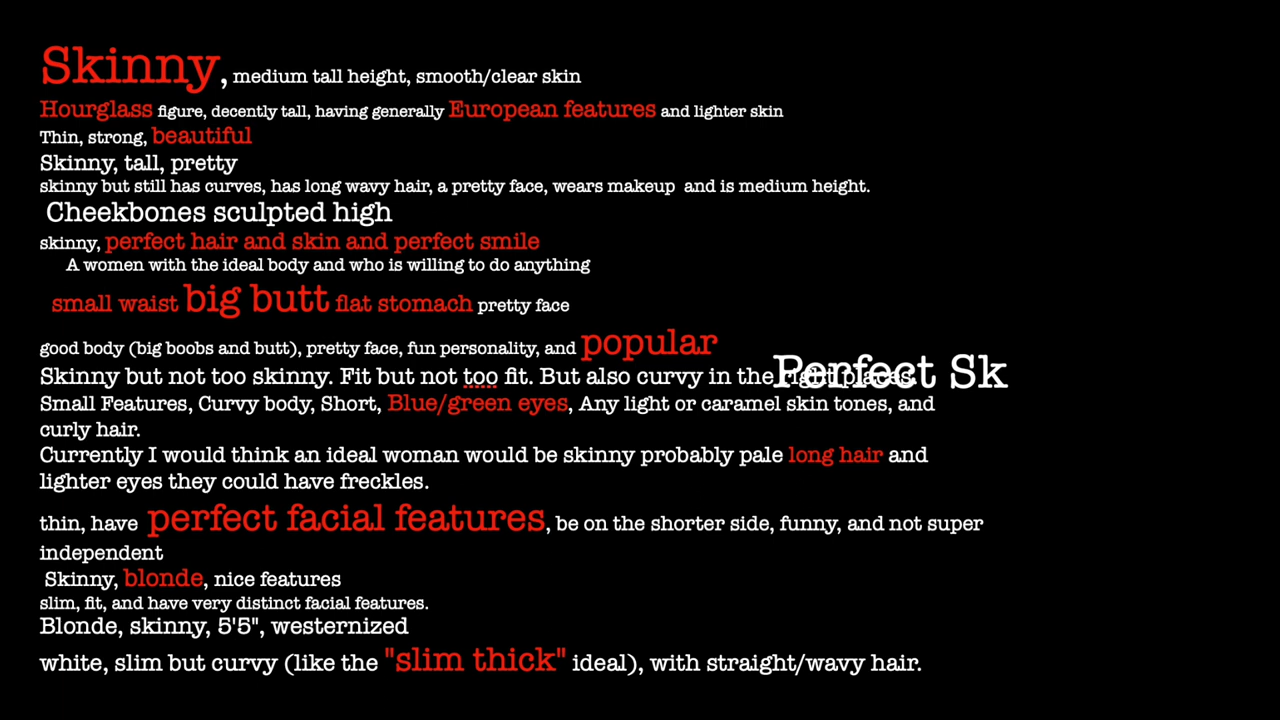 Skinny, medium tall height, smooth/clear skin
Hourglass figure, decently tall, having generally European features and lighter skin
Thin, strong, beautiful
Skinny, tall, pretty
skinny but still has curves, has long wavy hair, a pretty face, wears makeup  and is medium height.
Cheekbones sculpted high
skinny, perfect hair and skin and perfect smile
A women with the ideal body and who is willing to do anything
small waist big butt flat stomach pretty face
good body (big boobs and butt), pretty face, fun personality, and popular
Skinny but not too skinny. Fit but not too fit. But also curvy in the right places.
Perfect Sk
Small Features, Curvy body, Short, Blue/green eyes, Any light or caramel skin tones, and
curly hair.
Currently I would think an ideal woman would be skinny probably pale long hair and
lighter eyes they could have freckles.
thin, have perfect facial features, be on the shorter side, funny, and not super
independent
Skinny, blonde, nice features
slim, fit, and have very distinct facial features.
Blonde, skinny, 5'5", westernized
white, slim but curvy (like the "slim thick" ideal), with straight/wavy hair.